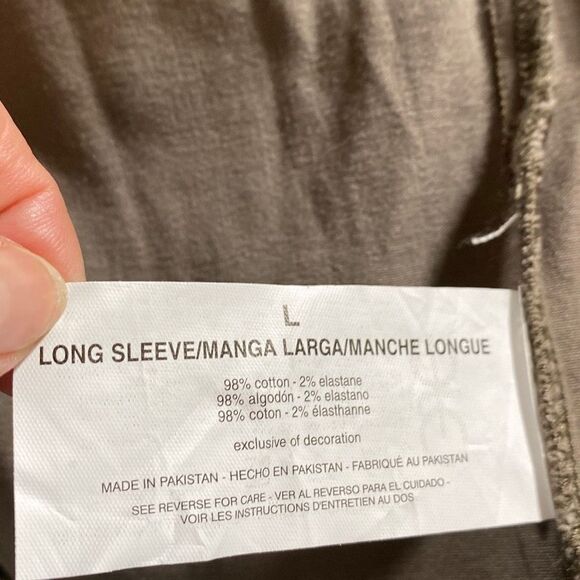 L
LONG SLEEVE/MANGA LARGA/MANCHE LONGUE
98% cotton - 2% elastane
98% algodón - 2% elastano
98% coton - 2% élasthanne
exclusive of decoration
MADE IN PAKISTAN - HECHO EN PAKISTAN - FABRIQUÉ AU PAKISTAN
SEE REVERSE FOR CARE - VER AL REVERSO PARA EL CUIDADO -
VOIR LES INSTRUCTIONS D'ENTRETIEN AU DOS